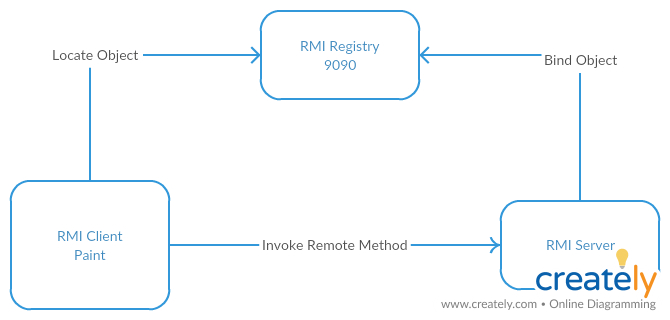 RMI Registry
9090
Locate Object
Bind Object
RMI Client
Paint
Invoke Remote Method
RMI Server
creately
www.creately.com • Online Diagramming